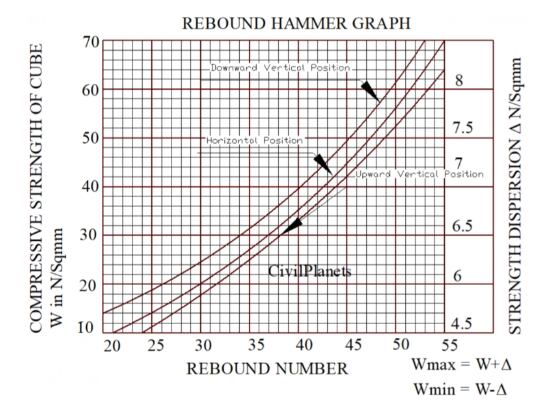 REBOUND HAMMER GRAPH
COMPRESSIVE STRENGTH OF CUBE
W in N/Sqmm
70
60
50
40
30
20
10
Downward Vertical Position
Horizontal Position
Upward Vertical Position
CivilPlanets
8
7.5
7
6.5
6
4.5
STRENGTH DISPERSION Δ N/Sqmm
20 25 30 35 40 45 50 55
REBOUND NUMBER
Wmax = W+Δ
Wmin = W-Δ